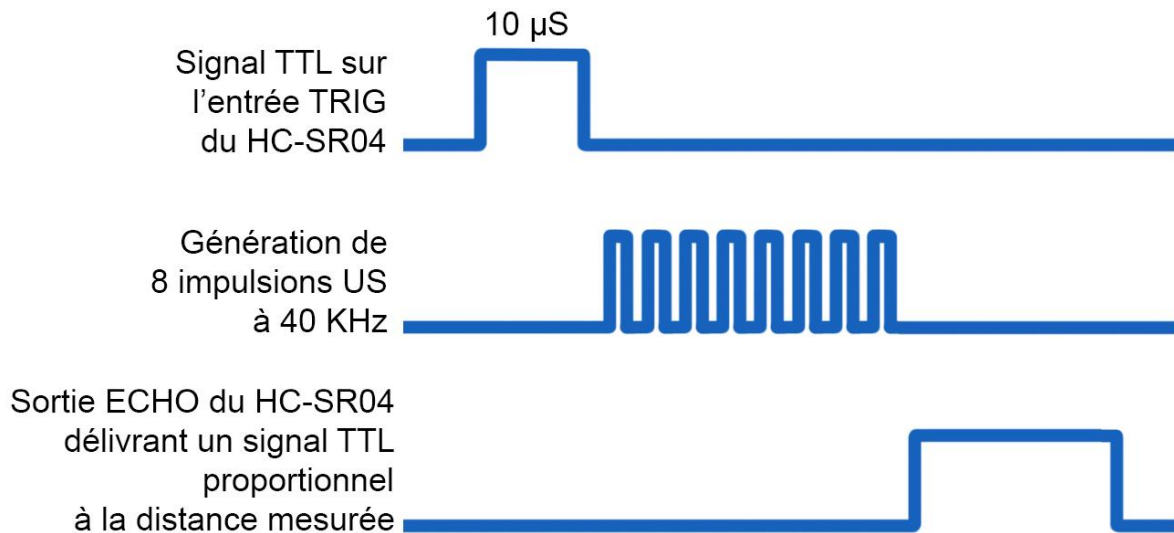 10 µS
Signal TTL sur
l’entrée TRIG
du HC-SR04
Génération de
8 impulsions US
à 40 KHz
Sortie ECHO du HC-SR04
délivrant un signal TTL
proportionnel
à la distance mesurée